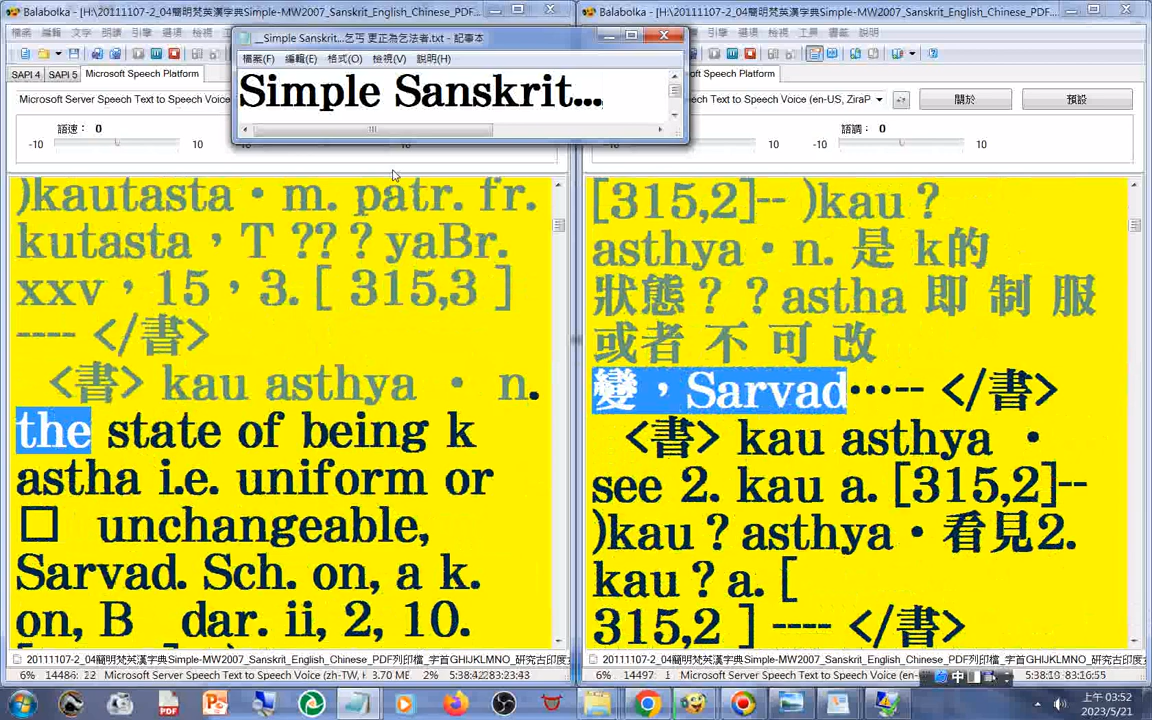 Balabolka - [H:\20111107-2_04簡明梵英漢字典Simple-MW2007_Sanskrit_English_Chinese_PDF...
Balabolka - [H:\20111107-2_04簡明梵英漢字典Simple-MW2007_Sanskrit_English_Chinese_PDF...
__Simple Sanskrit...乞丐 更正為乞法者.txt - 記事本
檔案(F) 編輯(E) 格式(O) 檢視(V) 說明(H)
Simple Sanskrit...
SAPI 4 SAPI 5 Microsoft Speech Platform
Speech Platform
Microsoft Server Speech Text to Speech Voice
ech Text to Speech Voice (en-US, ZiraP
關於
預設
語速： 0
-10 10
語調： 0
-10 10
)kautasta‧m. patr. fr.
kutasta，T ???yaBr.
xxv，15，3.[ 315,3 ]
---- </書>
<書> kau asthya ‧ n.
the state of being k
astha i.e. uniform or
□ unchangeable,
Sarvad. Sch. on, a k.
on, B dar. ii, 2, 10.
[315,2]-- )kau?
asthya‧n. 是 k的
狀態??astha 即 制 服
或者 不 可 改
變，Sarvad…-- </書>
<書> kau asthya ‧
see 2. kau a. [315,2]--
)kau?asthya‧看見2.
kau?a.[
315,2 ] ---- </書>
20111107-2_04簡明梵英漢字典Simple-MW2007_Sanskrit_English_Chinese_PDF列印檔_字首GHIJKLMNO_研究古印度
20111107-2_04簡明梵英漢字典Simple-MW2007_Sanskrit_English_Chinese_PDF列印檔_字首GHIJKLMNO_研究古印度
6% 14486: 22 Microsoft Server Speech Text to Speech Voice (zh-TW, 3.70 ME 2%
6% 14497: Microsoft Server Speech Text to Speech Voice
中
上午 03:52
2023/5/21